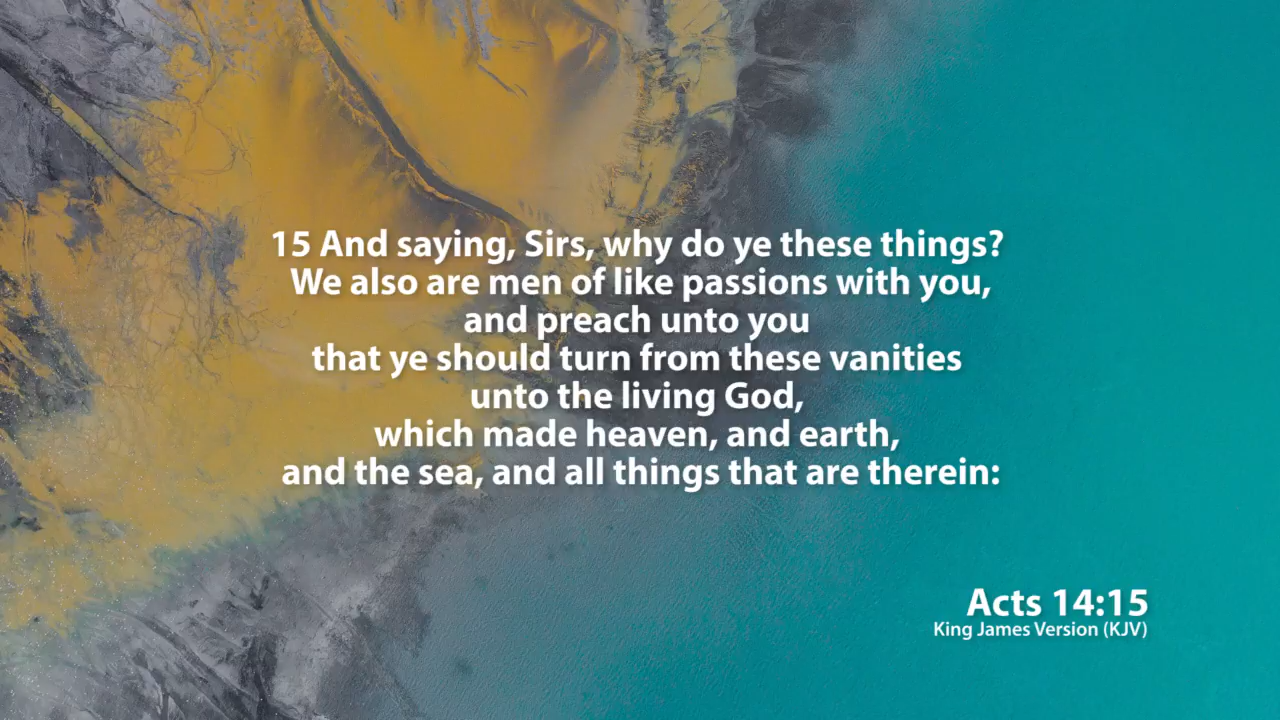 15 And saying, Sirs, why do ye these things?
We also are men of like passions with you,
and preach unto you
that ye should turn from these vanities
unto the living God,
which made heaven, and earth,
and the sea, and all things that are therein:
Acts 14:15
King James Version (KJV)